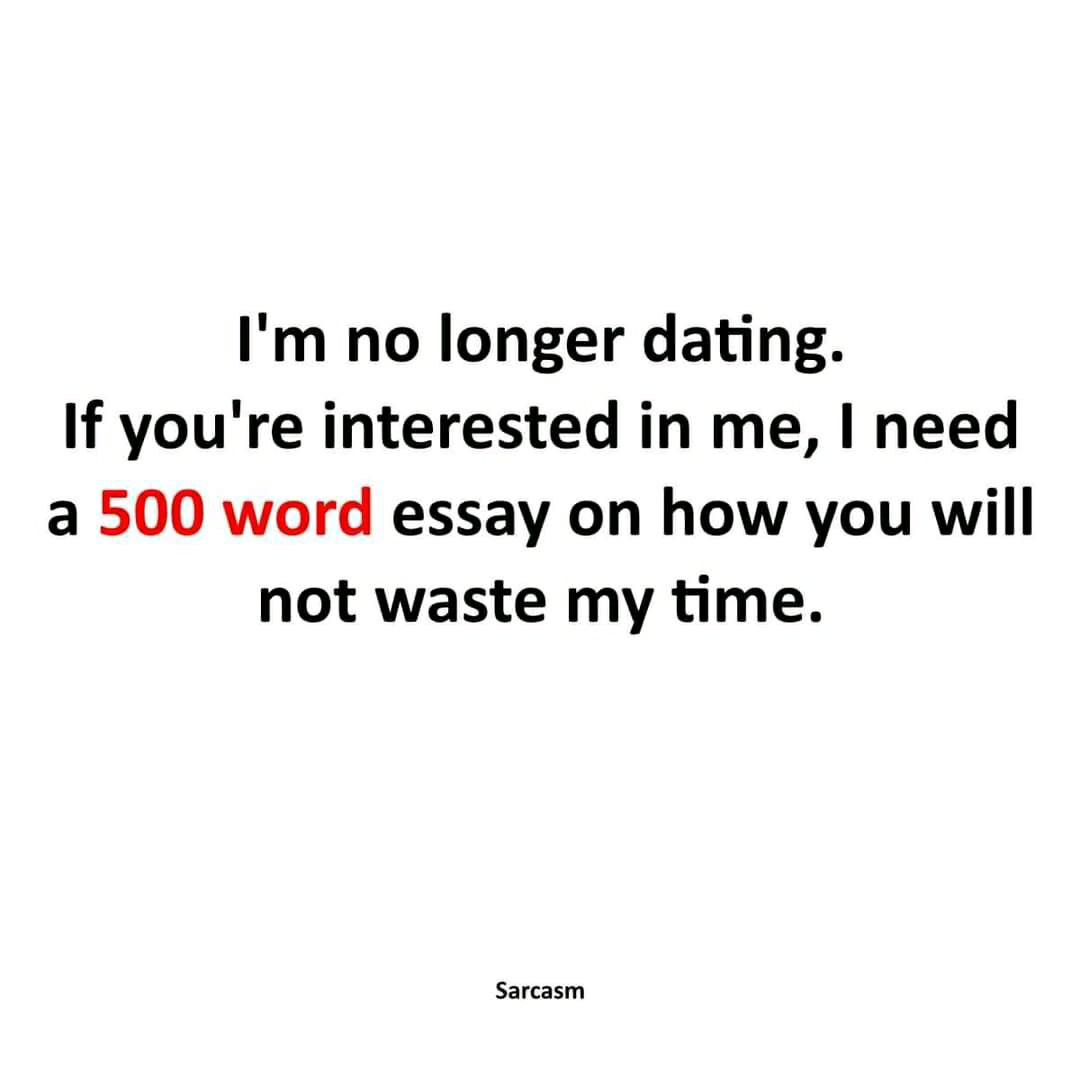 I'm no longer dating.
If you're interested in me, I need
a 500 word essay on how you will
not waste my time.
Sarcasm